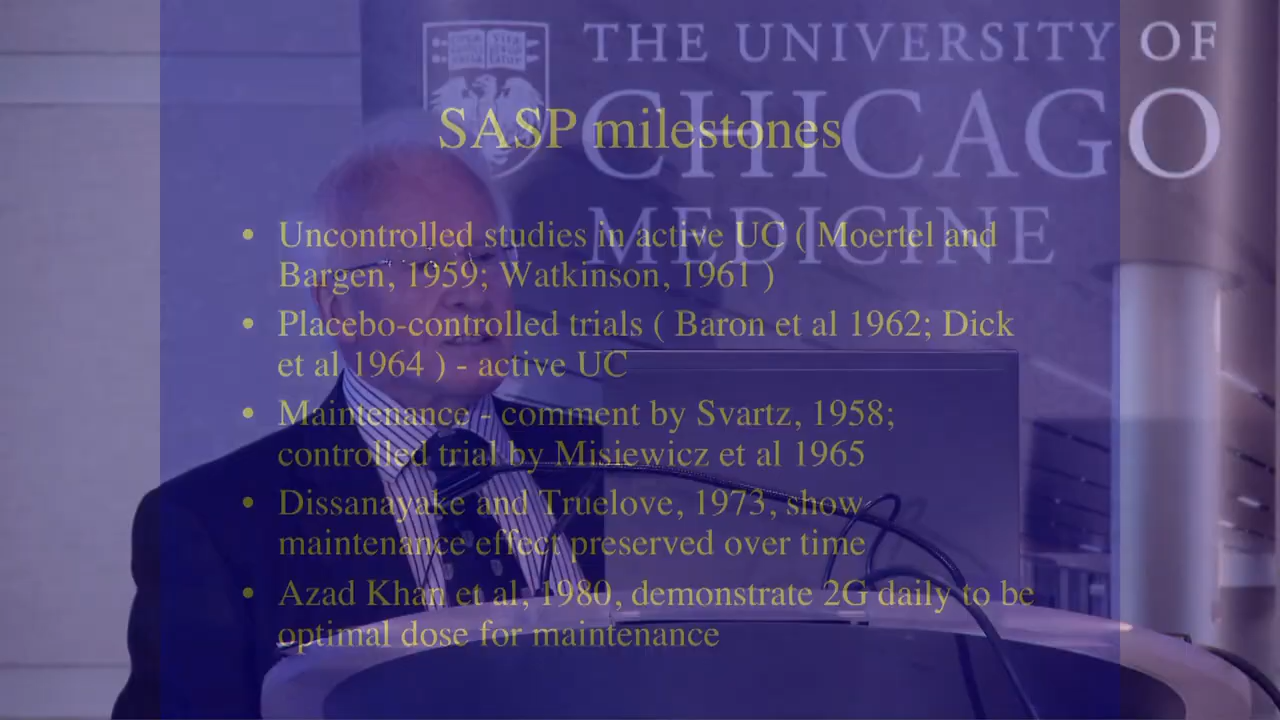 THE UNIVERSITY OF
CHICAGO
MEDICINE
SASP milestones
• Uncontrolled studies in active UC ( Moertel and
Bargen, 1959; Watkinson, 1961 )
• Placebo-controlled trials ( Baron et al 1962; Dick
et al 1964 ) - active UC
• Maintenance - comment by Svartz, 1958;
controlled trial by Misiewicz et al 1965
• Dissanayake and Truelove, 1973, show
maintenance effect preserved over time
• Azad Khan et al, 1980, demonstrate 2G daily to be
optimal dose for maintenance